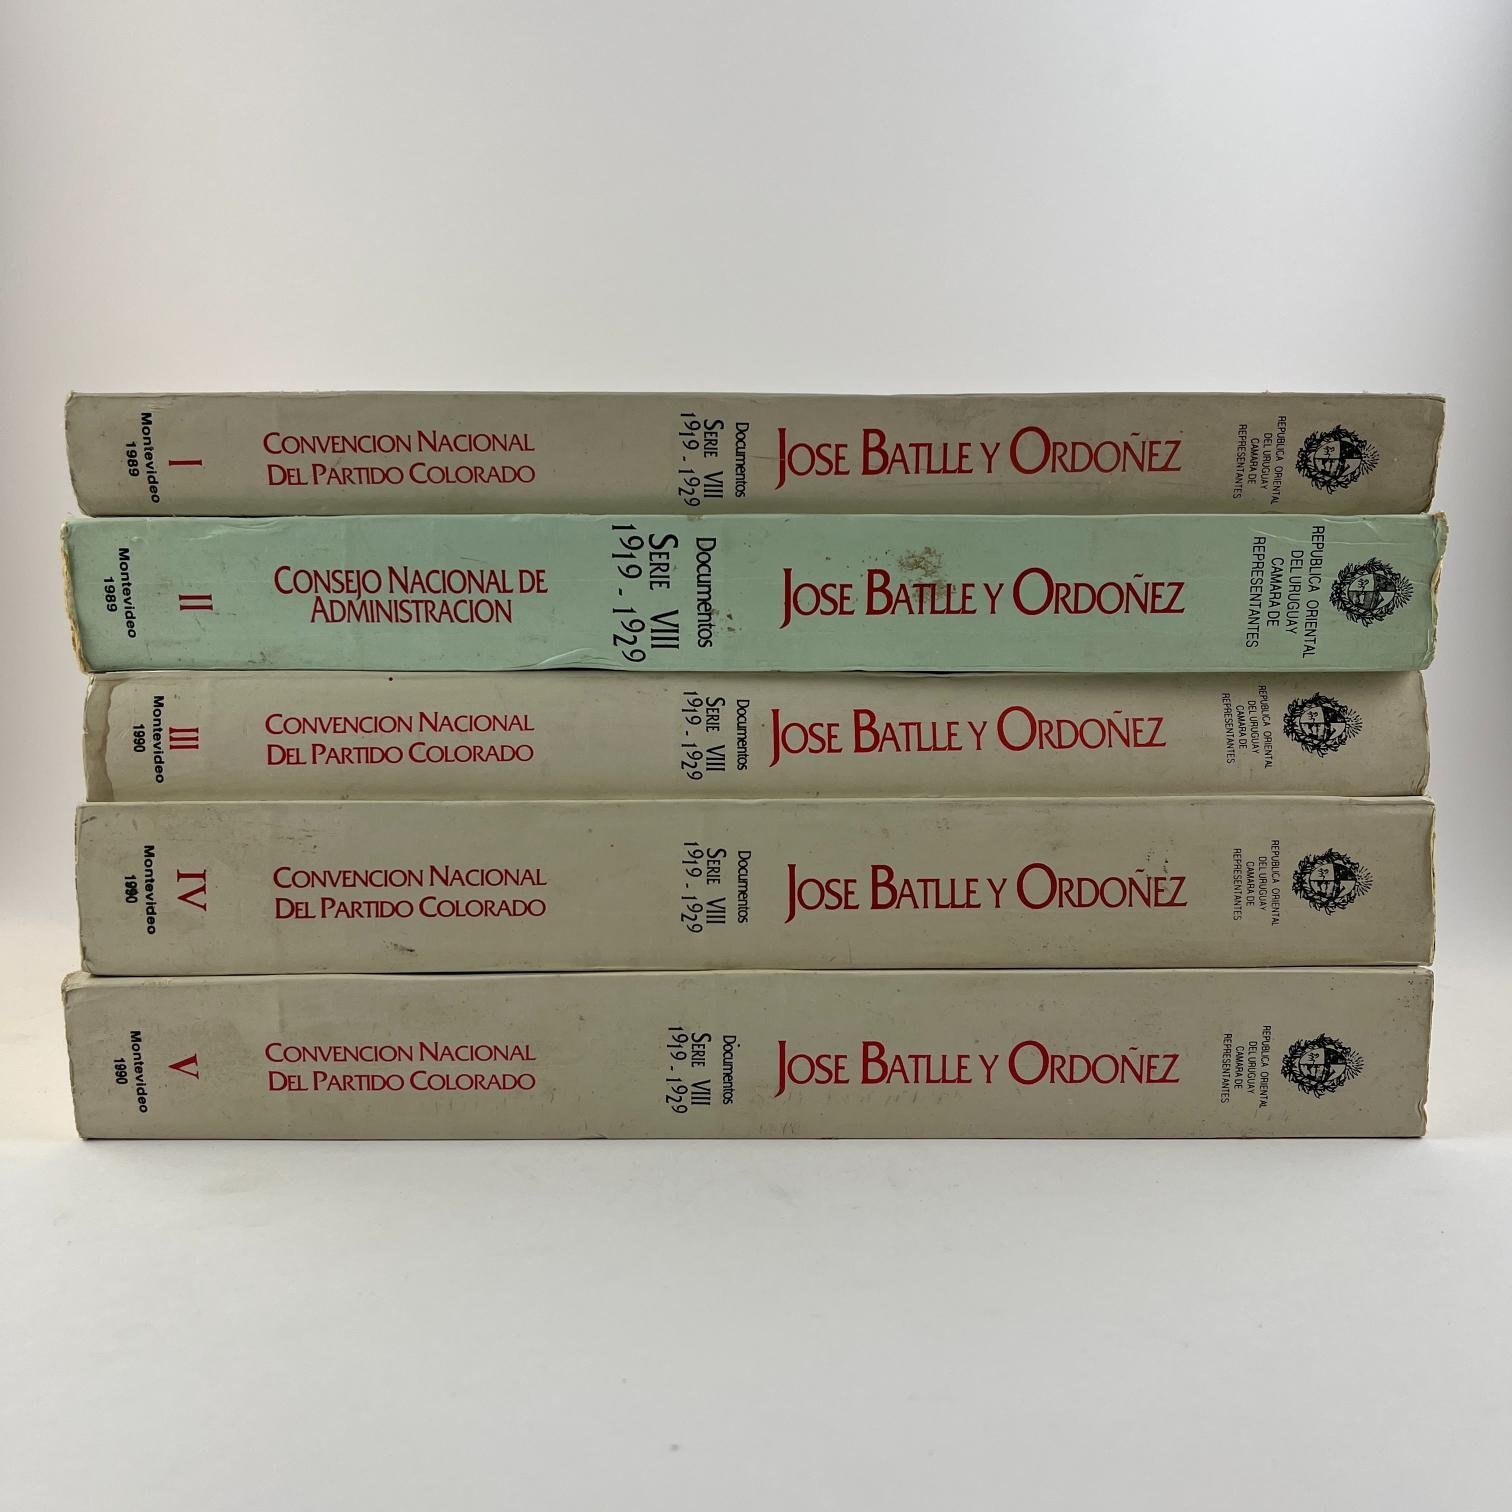 Montevideo
1989
I
CONVENCION NACIONAL
DEL PARTIDO COLORADO
Documentos
SERIE VIII
1919 - 1929
JOSE BATLLE Y ORDOÑEZ
REPUBLICA ORIENTAL
DEL URUGUAY
CAMARA DE
REPRESENTANTES
Montevideo
1989
II
CONSEJO NACIONAL DE
ADMINISTRACION
Documentos
SERIE VIII
1919 - 1929
JOSE BATLLE Y ORDOÑEZ
REPUBLICA ORIENTAL
DEL URUGUAY
CAMARA DE
REPRESENTANTES
Montevideo
1990
III
CONVENCION NACIONAL
DEL PARTIDO COLORADO
Documentos
SERIE VIII
1919 - 1929
JOSE BATLLE Y ORDOÑEZ
REPUBLICA ORIENTAL
DEL URUGUAY
CAMARA DE
REPRESENTANTES
Montevideo
1990
IV
CONVENCION NACIONAL
DEL PARTIDO COLORADO
Documentos
SERIE VIII
1919 - 1929
JOSE BATLLE Y ORDOÑEZ
REPUBLICA ORIENTAL
DEL URUGUAY
CAMARA DE
REPRESENTANTES
Montevideo
1990
V
CONVENCION NACIONAL
DEL PARTIDO COLORADO
Documentos
SERIE VIII
1919 - 1929
JOSE BATLLE Y ORDOÑEZ
REPUBLICA ORIENTAL
DEL URUGUAY
CAMARA DE
REPRESENTANTES